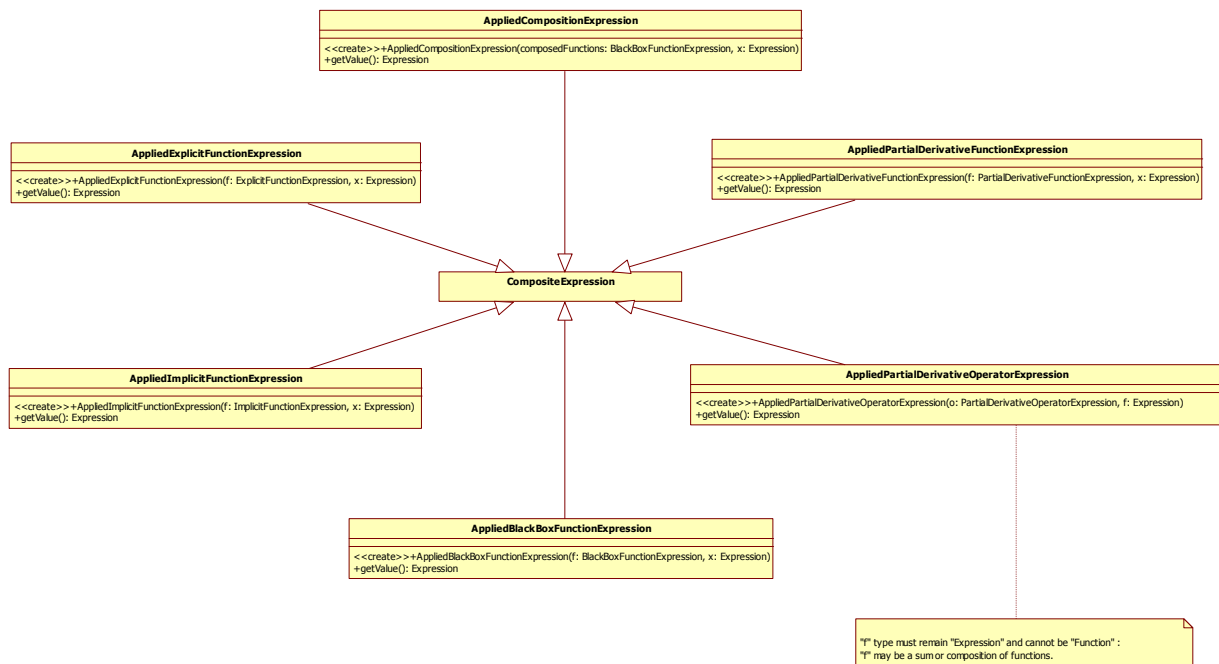 AppliedCompositionExpression
<<create>>+AppliedCompositionExpression(composedFunctions: BlackBoxFunctionExpression, x: Expression)
+getValue(): Expression
AppliedExplicitFunctionExpression
<<create>>+AppliedExplicitFunctionExpression(f: ExplicitFunctionExpression, x: Expression)
+getValue(): Expression
AppliedPartialDerivativeFunctionExpression
<<create>>+AppliedPartialDerivativeFunctionExpression(f: PartialDerivativeFunctionExpression, x: Expression)
+getValue(): Expression
CompositeExpression
AppliedImplicitFunctionExpression
<<create>>+AppliedImplicitFunctionExpression(f: ImplicitFunctionExpression, x: Expression)
+getValue(): Expression
AppliedPartialDerivativeOperatorExpression
<<create>>+AppliedPartialDerivativeOperatorExpression(o: PartialDerivativeOperatorExpression, f: Expression)
+getValue(): Expression
AppliedBlackBoxFunctionExpression
<<create>>+AppliedBlackBoxFunctionExpression(f: BlackBoxFunctionExpression, x: Expression)
+getValue(): Expression
"f" type must remain "Expression" and cannot be "Function" :
"f" may be a sum or composition of functions.